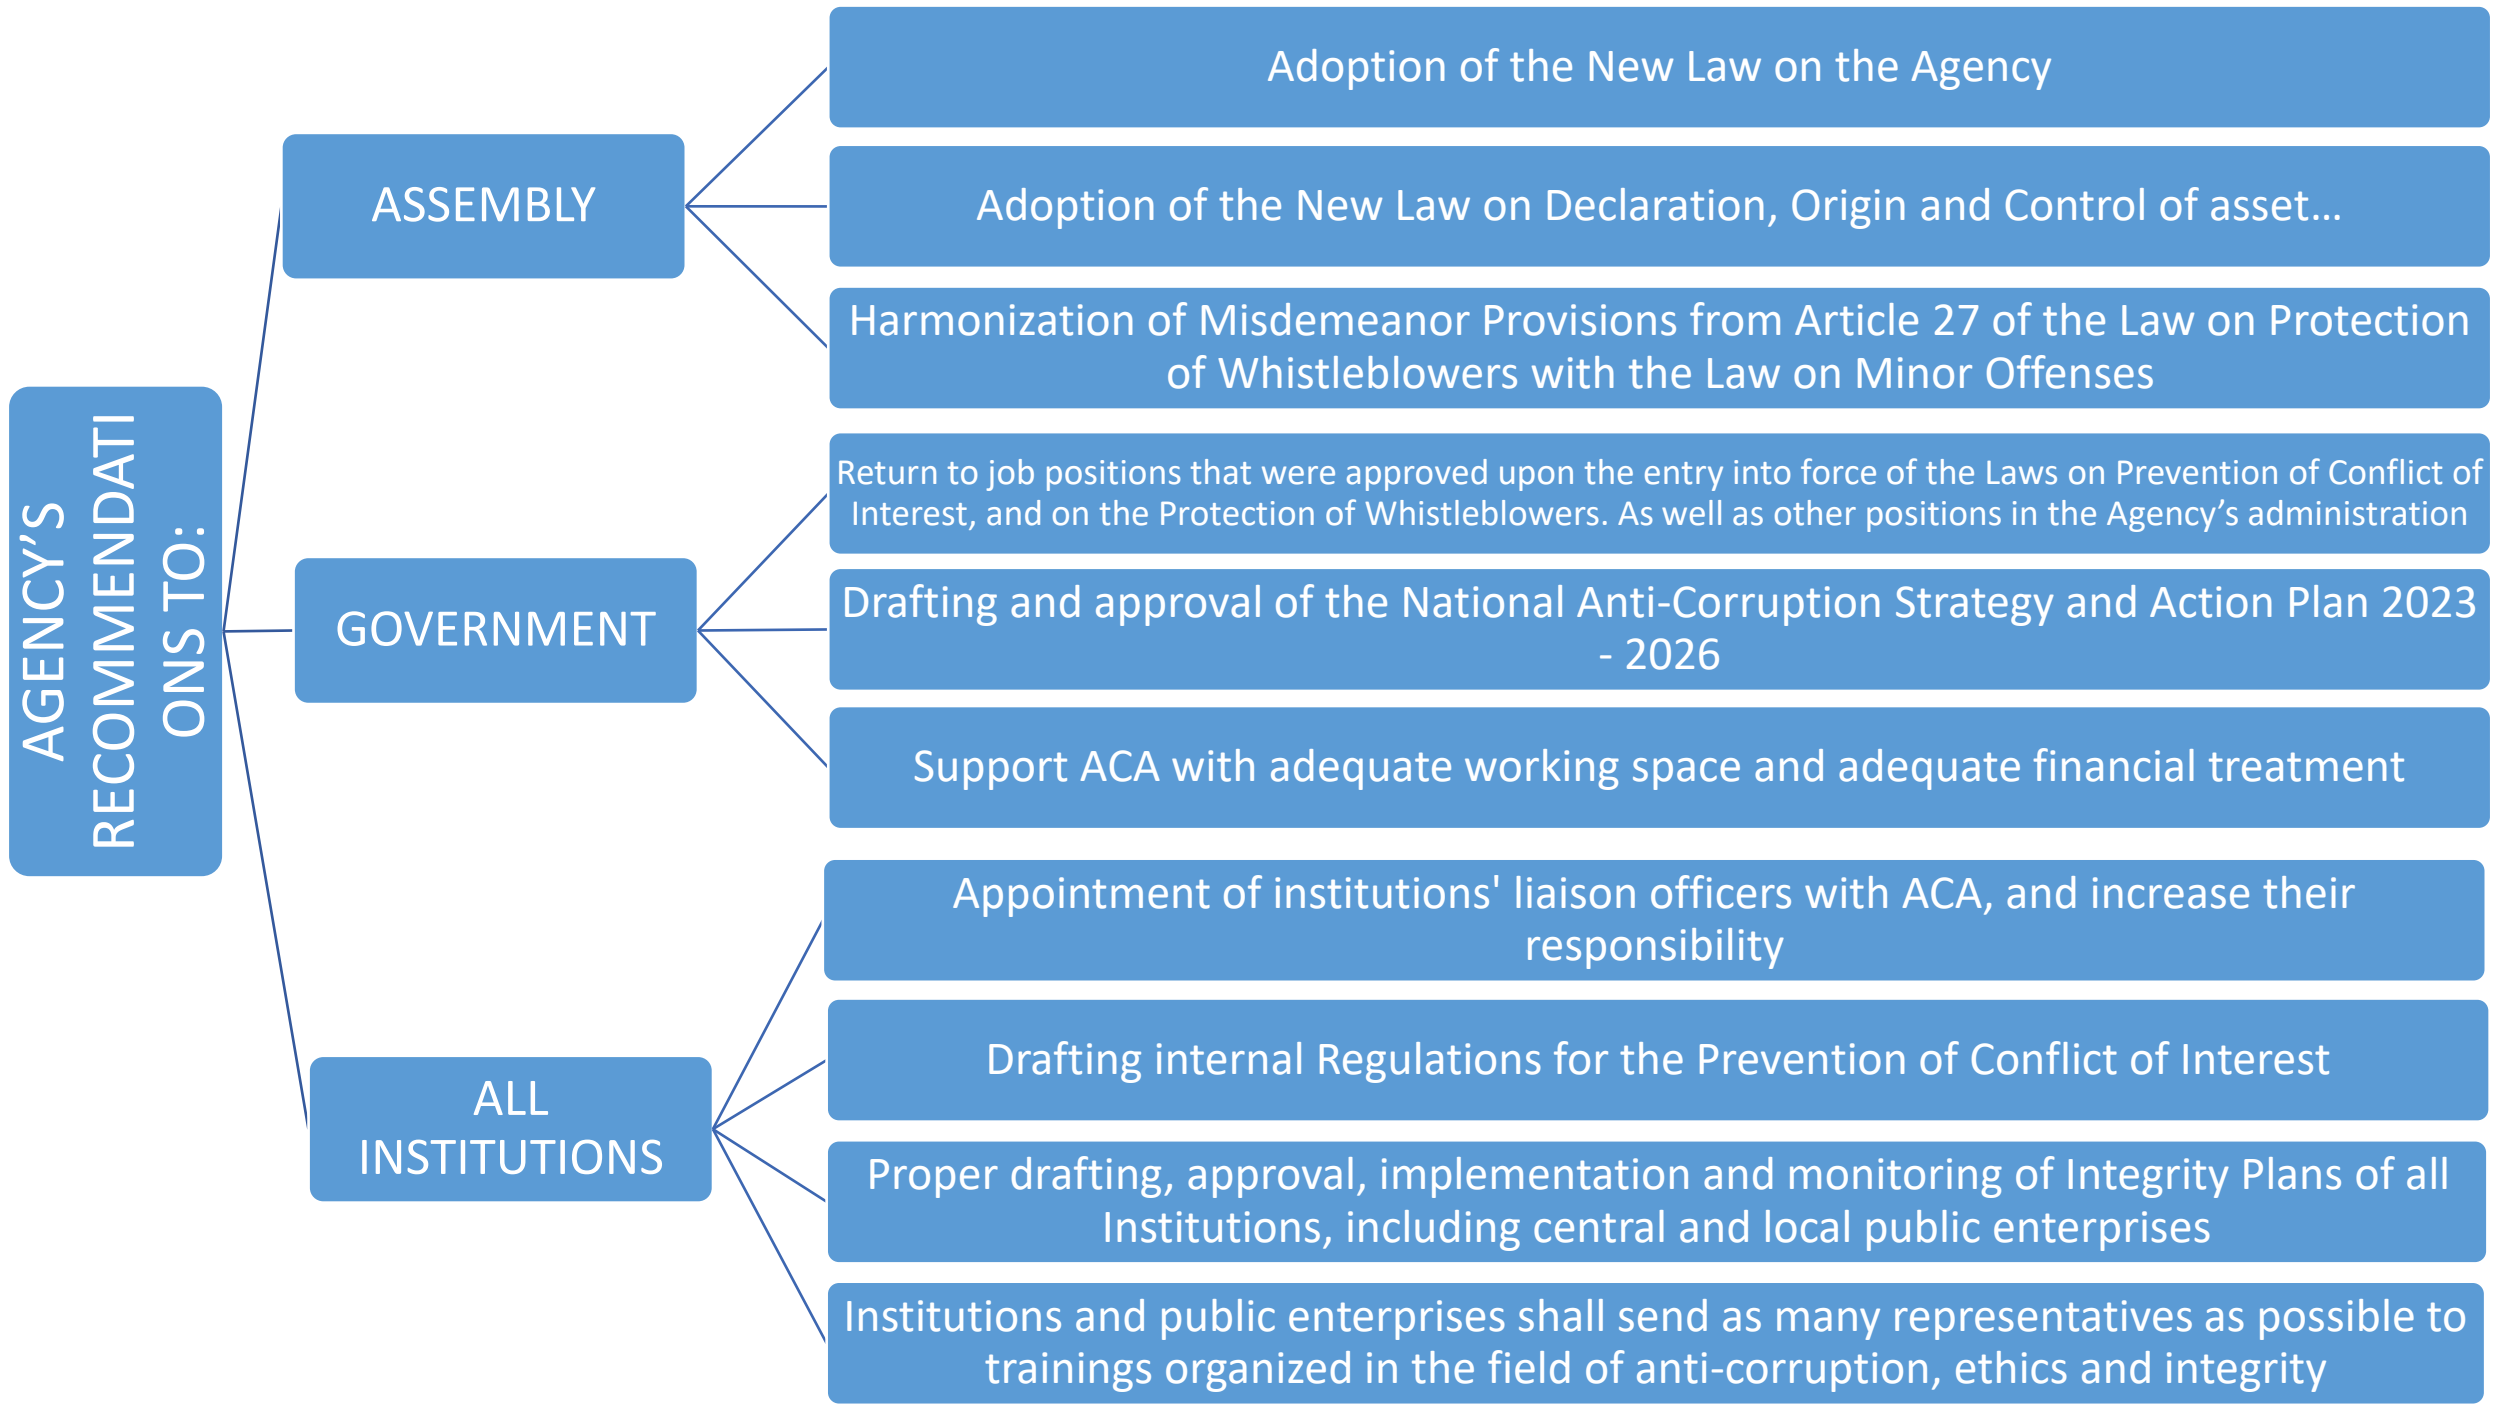 AGENCY’S
RECOMMENDATI
ONS TO:
ASSEMBLY
Adoption of the New Law on the Agency
Adoption of the New Law on Declaration, Origin and Control of asset...
Harmonization of Misdemeanor Provisions from Article 27 of the Law on Protection
of Whistleblowers with the Law on Minor Offenses
GOVERNMENT
Return to job positions that were approved upon the entry into force of the Laws on Prevention of Conflict of
Interest, and on the Protection of Whistleblowers. As well as other positions in the Agency’s administration
Drafting and approval of the National Anti-Corruption Strategy and Action Plan 2023
- 2026
Support ACA with adequate working space and adequate financial treatment
ALL
INSTITUTIONS
Appointment of institutions' liaison officers with ACA, and increase their
responsibility
Drafting internal Regulations for the Prevention of Conflict of Interest
Proper drafting, approval, implementation and monitoring of Integrity Plans of all
Institutions, including central and local public enterprises
Institutions and public enterprises shall send as many representatives as possible to
trainings organized in the field of anti-corruption, ethics and integrity